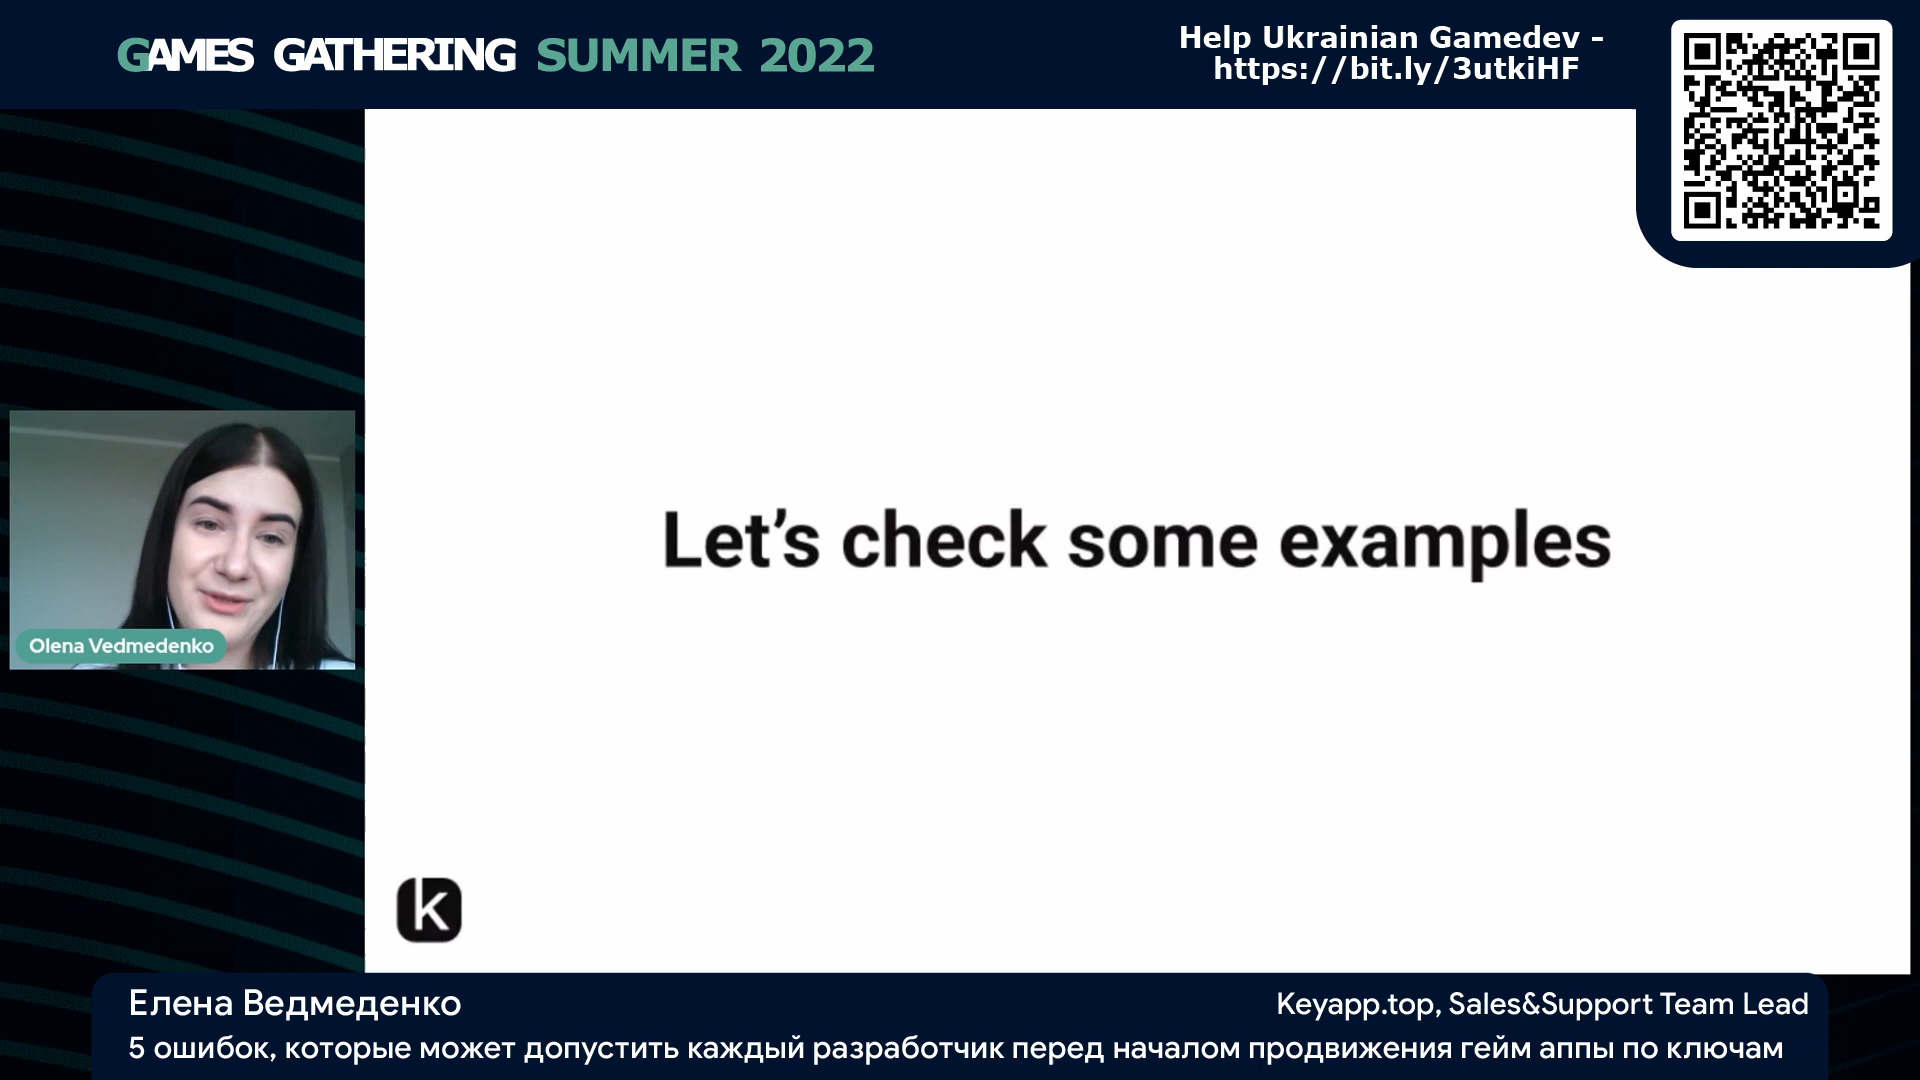 GAMES GATHERING SUMMER 2022
Help Ukrainian Gamedev -
https://bit.ly/3utkiHF
Let’s check some examples
Olena Vedmedenko
k
Елена Ведмеденко
Keyapp.top, Sales&Support Team Lead
5 ошибок, которые может допустить каждый разработчик перед началом продвижения гейм аппы по ключам